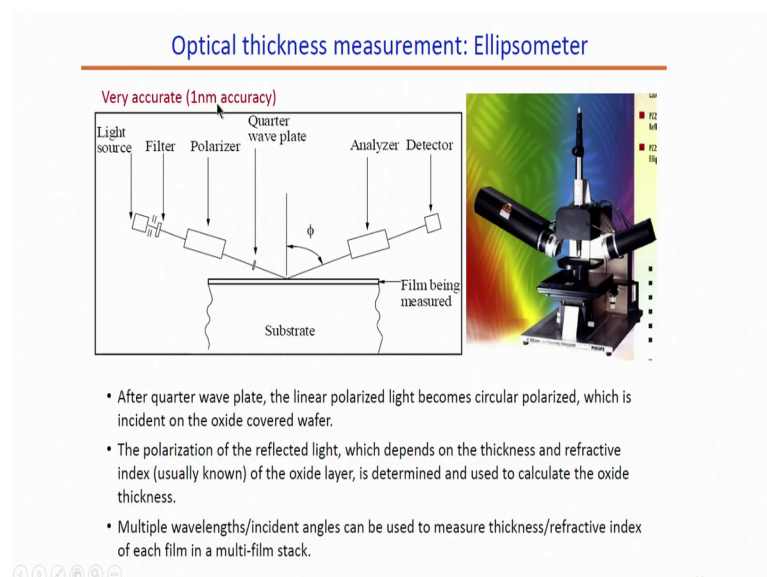 Optical thickness measurement: Ellipsometer
Very accurate (1nm accuracy)
Light
source
Filter
Polarizer
Quarter
wave plate
Analyzer
Detector
ϕ
Film being
measured
Substrate
PHILIPS
• After quarter wave plate, the linear polarized light becomes circular polarized, which is
incident on the oxide covered wafer.
• The polarization of the reflected light, which depends on the thickness and refractive
index (usually known) of the oxide layer, is determined and used to calculate the oxide
thickness.
• Multiple wavelengths/incident angles can be used to measure thickness/refractive index
of each film in a multi-film stack.